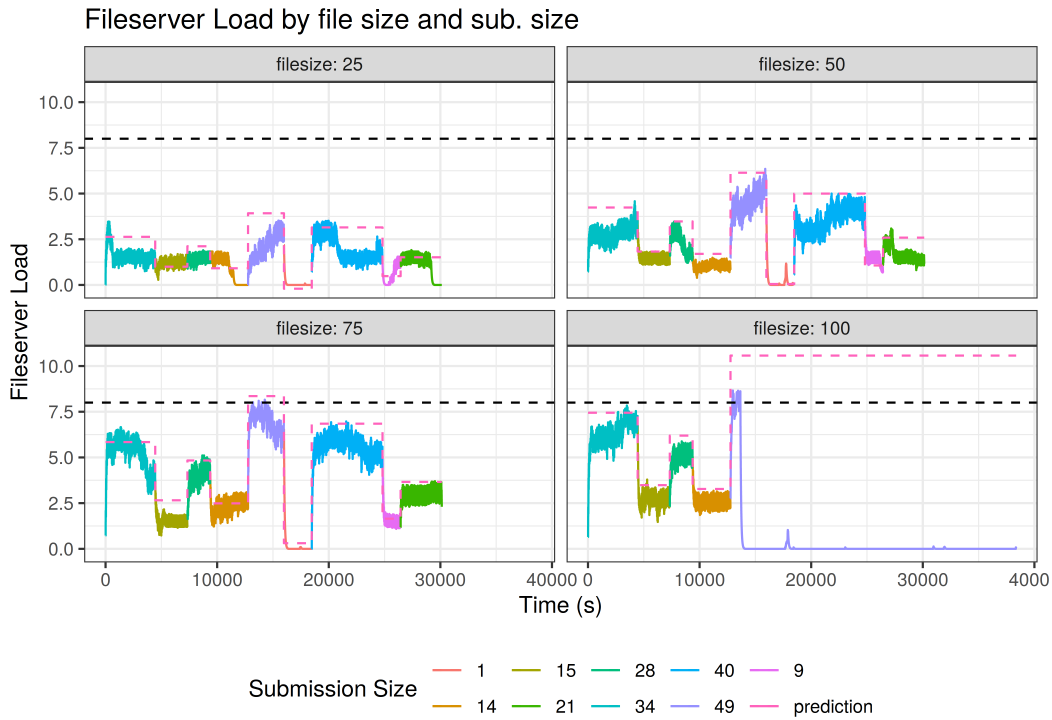 Fileserver Load by file size and sub. size
filesize: 25
filesize: 50
10.0
7.5
5.0
2.5
0.0
Fileserver Load
filesize: 75
filesize: 100
10.0
7.5
5.0
2.5
0.0
0 10000 20000 30000 40000
0 10000 20000 30000 4000
Time (s)
Submission Size
1 15 28 40 9
14 21 34 49 prediction